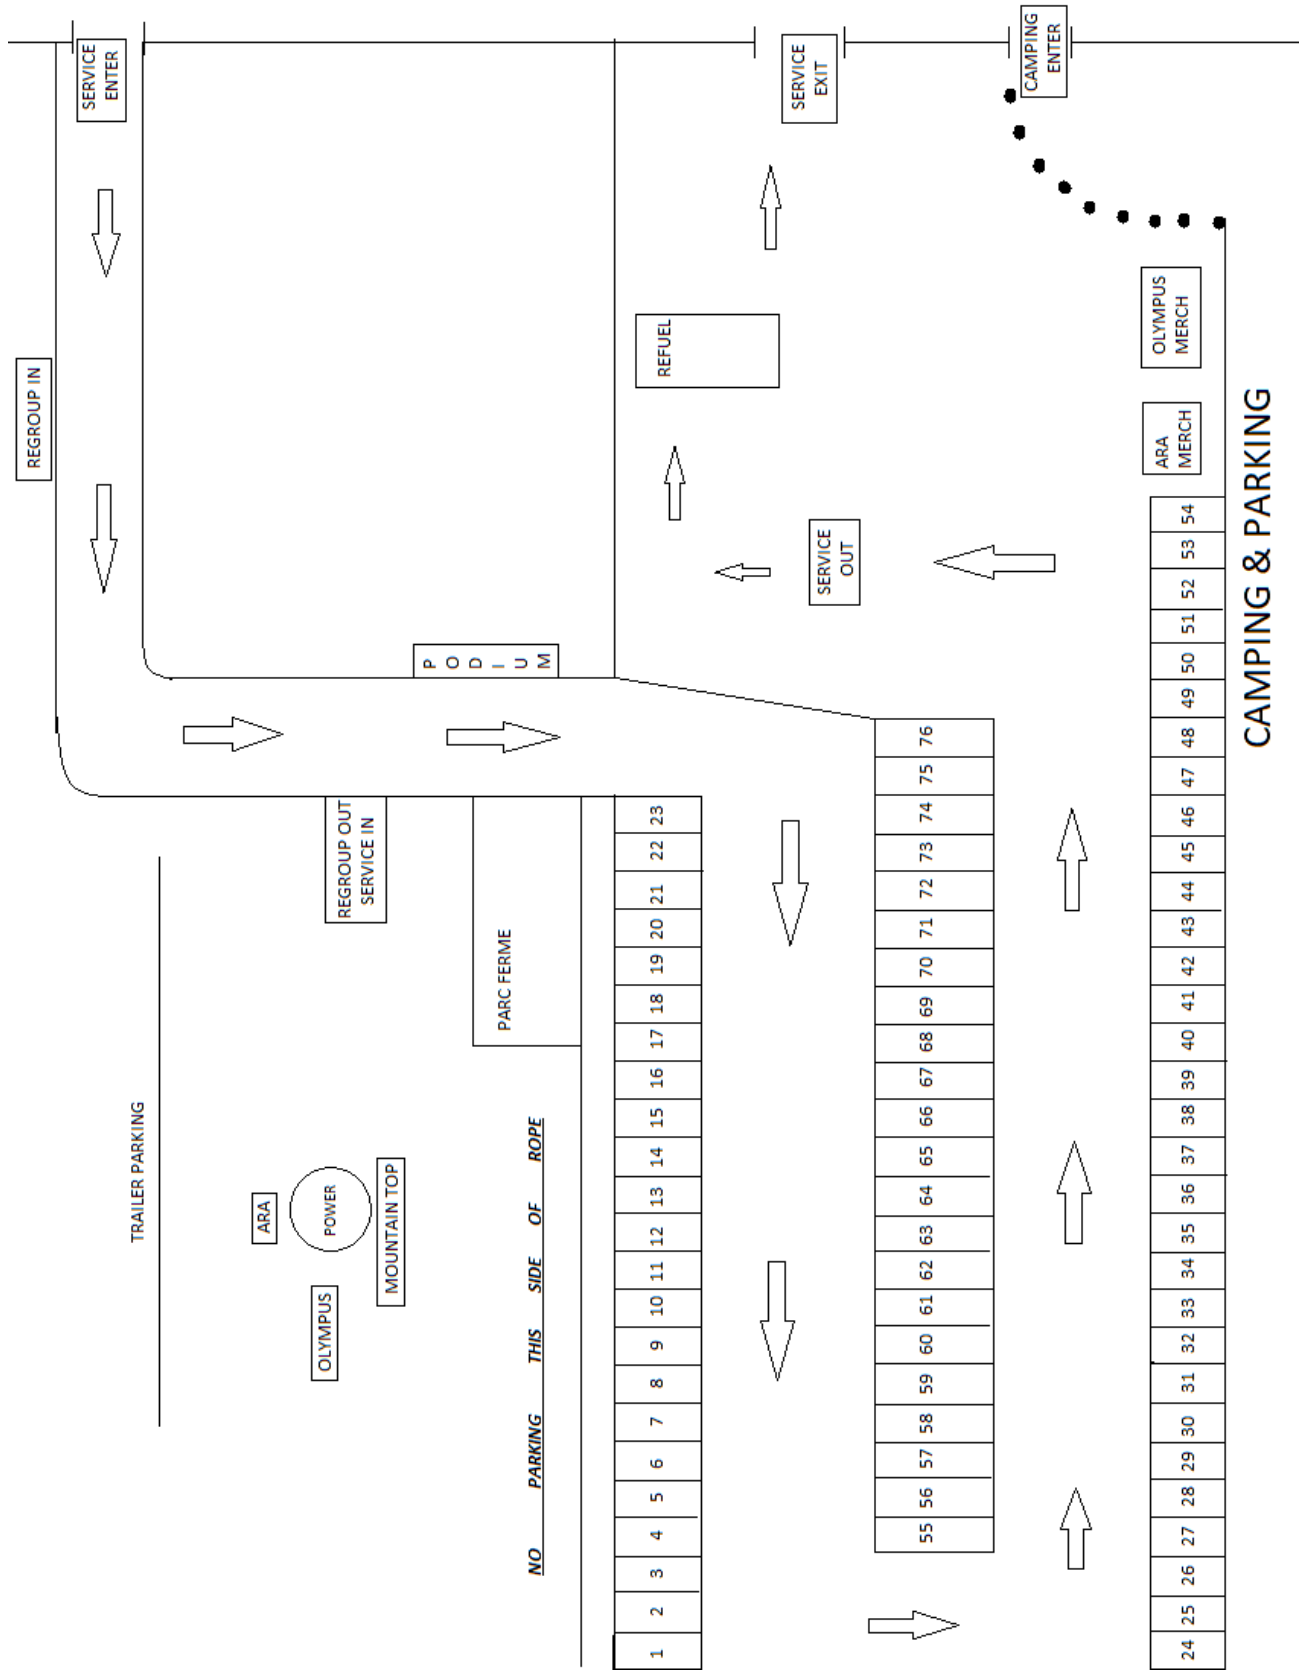 SERVICE
ENTER
SERVICE
EXIT
CAMPING
ENTER
REGROUP IN
REFUEL
OLYMPUS
MERCH
ARA
MERCH
SERVICE
OUT
PODIUM
REGROUP OUT
SERVICE IN
PARC FERME
TRAILER PARKING
ARA
POWER
MOUNTAIN TOP
OLYMPUS
NO PARKING THIS SIDE OF ROPE
1 2 3 4 5 6 7 8 9 10 11 12 13 14 15 16 17 18 19 20 21 22 23
55 56 57 58 59 60 61 62 63 64 65 66 67 68 69 70 71 72 73 74 75 76
24 25 26 27 28 29 30 31 32 33 34 35 36 37 38 39 40 41 42 43 44 45 46 47 48 49 50 51 52 53 54
CAMPING & PARKING